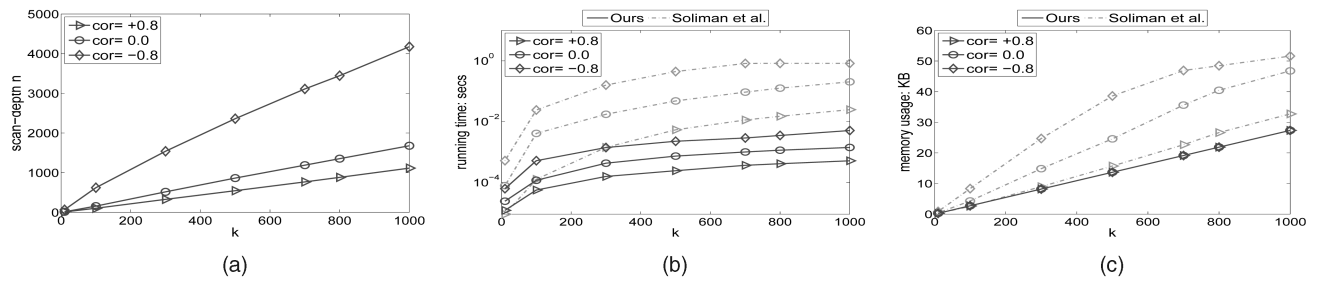 5000
4000
3000
2000
1000
0
0 200 400 600 800 1000
scan-depth n
k
cor= +0.8
cor= 0.0
cor= −0.8
(a)
Ours Soliman et al.
cor= +0.8
cor= 0.0
cor= −0.8
10^0
10^−2
10^−4
running time: secs
200 400 600 800 1000
k
(b)
Ours Soliman et al.
cor= +0.8
cor= 0.0
cor= −0.8
60
50
40
30
20
10
0
memory usage: KB
0 200 400 600 800 1000
k
(c)